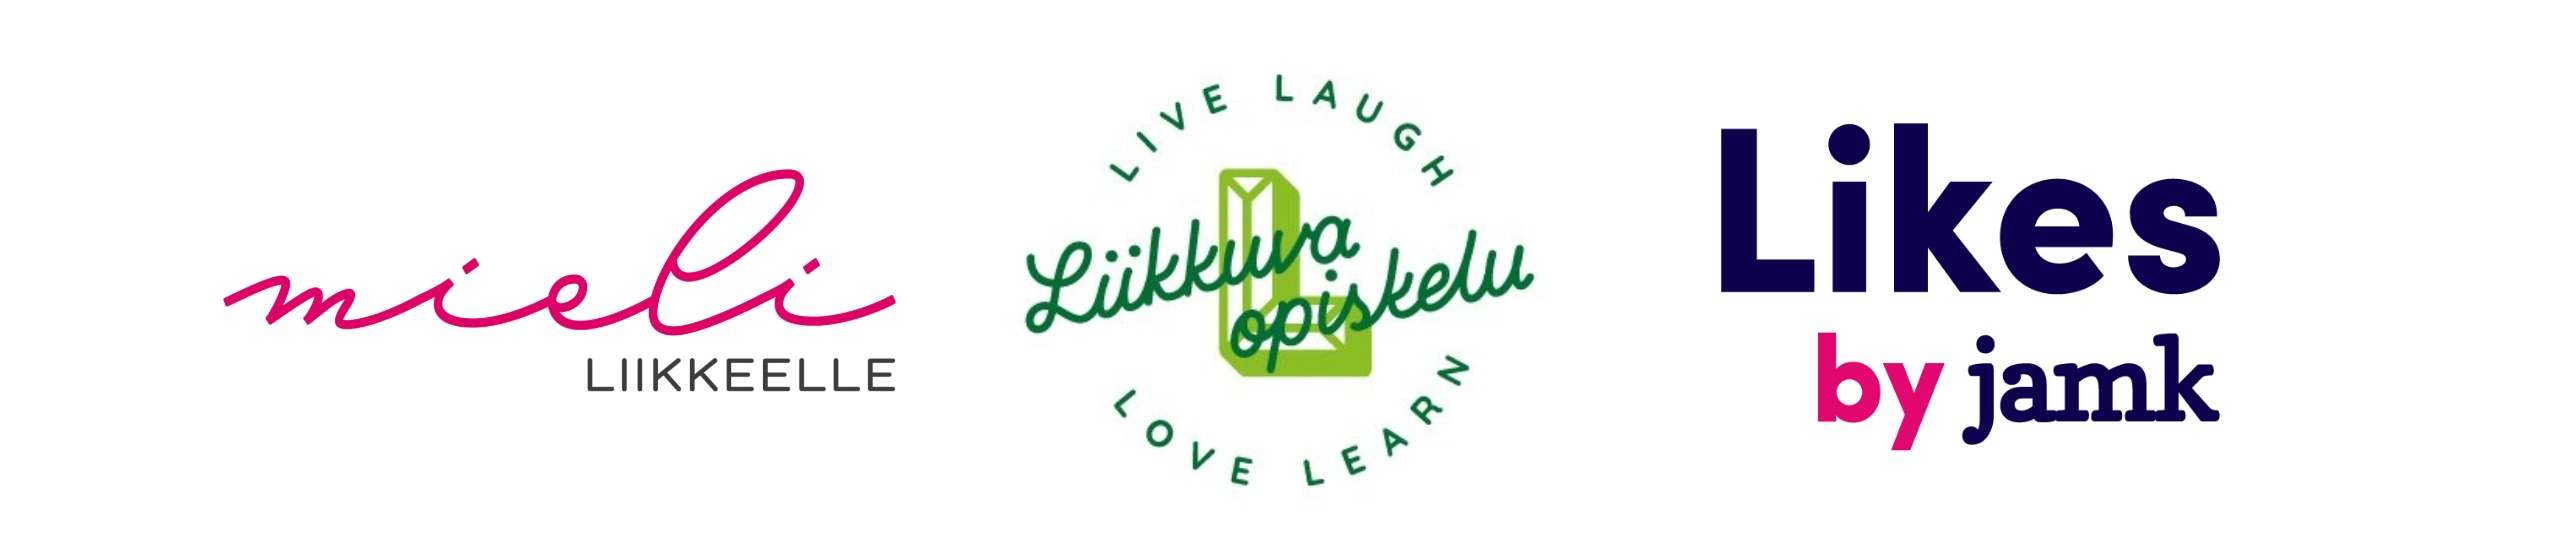 mieli
LIIKKEELLE
LIVE LAUGH
Liikkuva
opiskelu
LOVE LEARN
Likes
by jamk